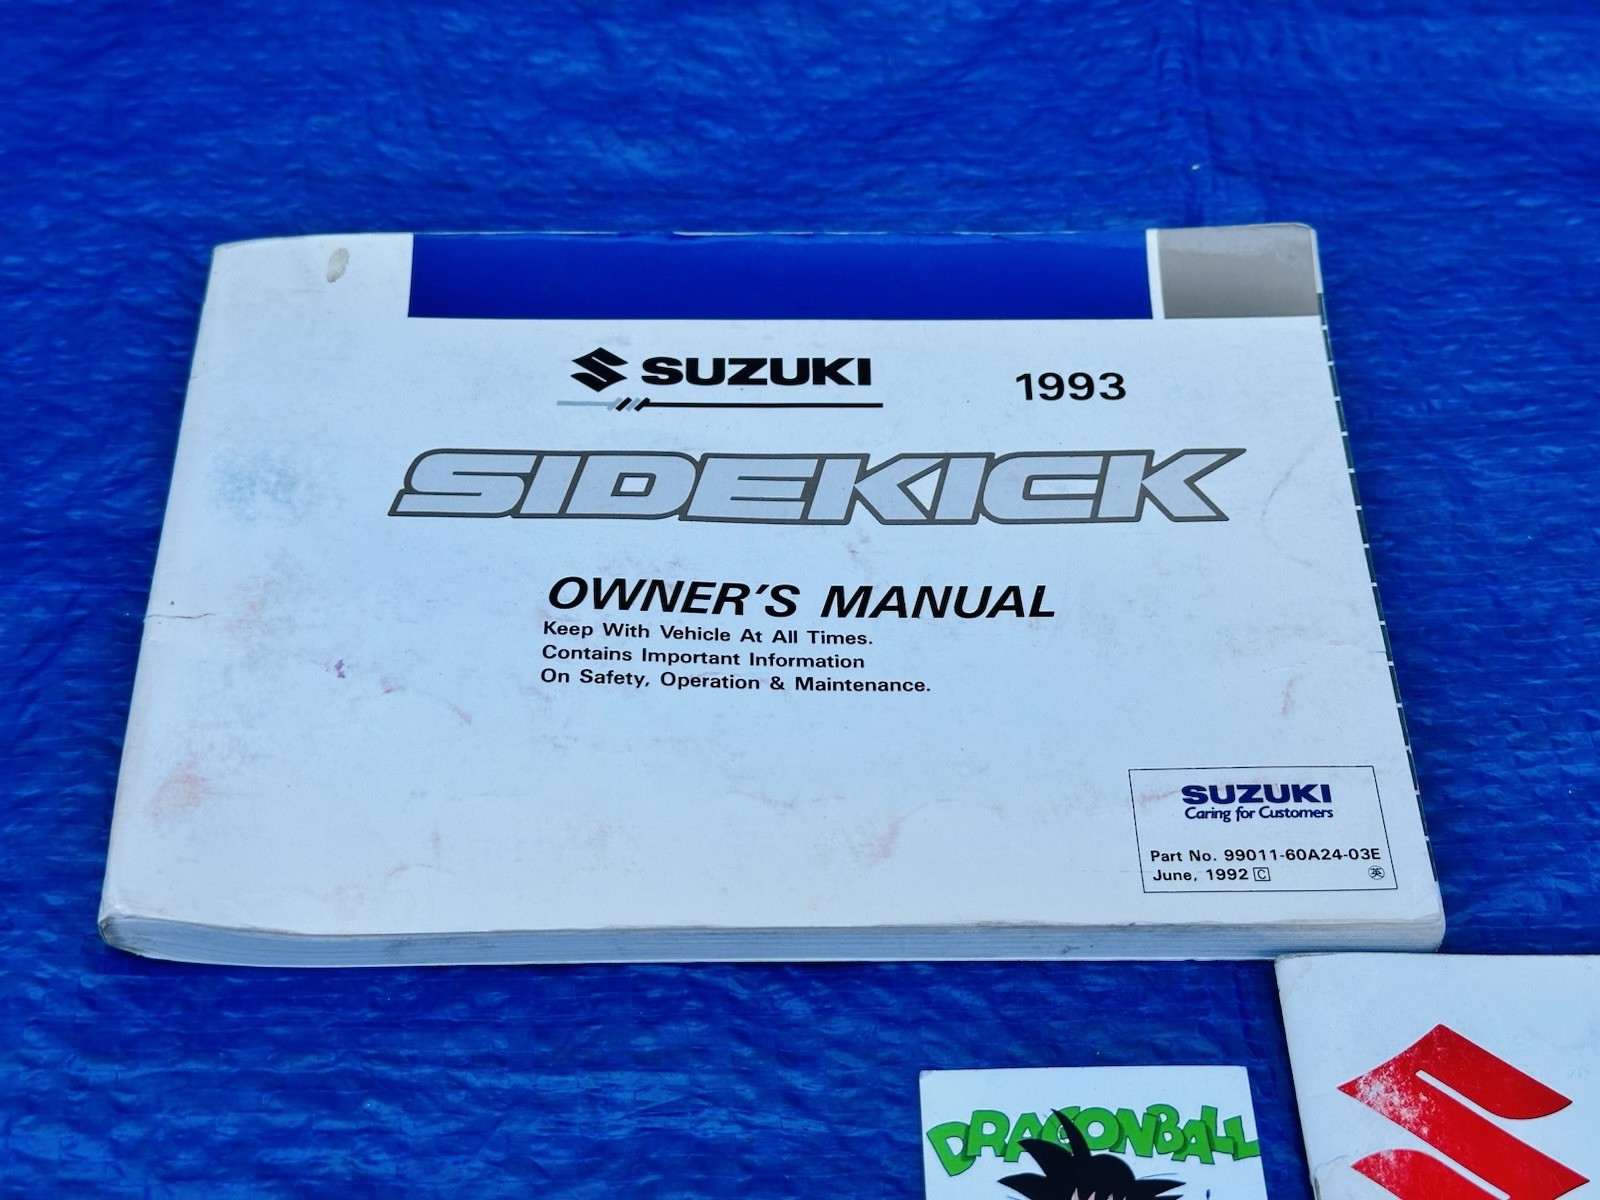 SUZUKI 1993
SIDEKICK
OWNER'S MANUAL
Keep With Vehicle At All Times.
Contains Important Information
On Safety, Operation & Maintenance.
SUZUKI
Caring for Customers
Part No. 99011-60A24-03E
June, 1992 C 英
DRAGONBALL